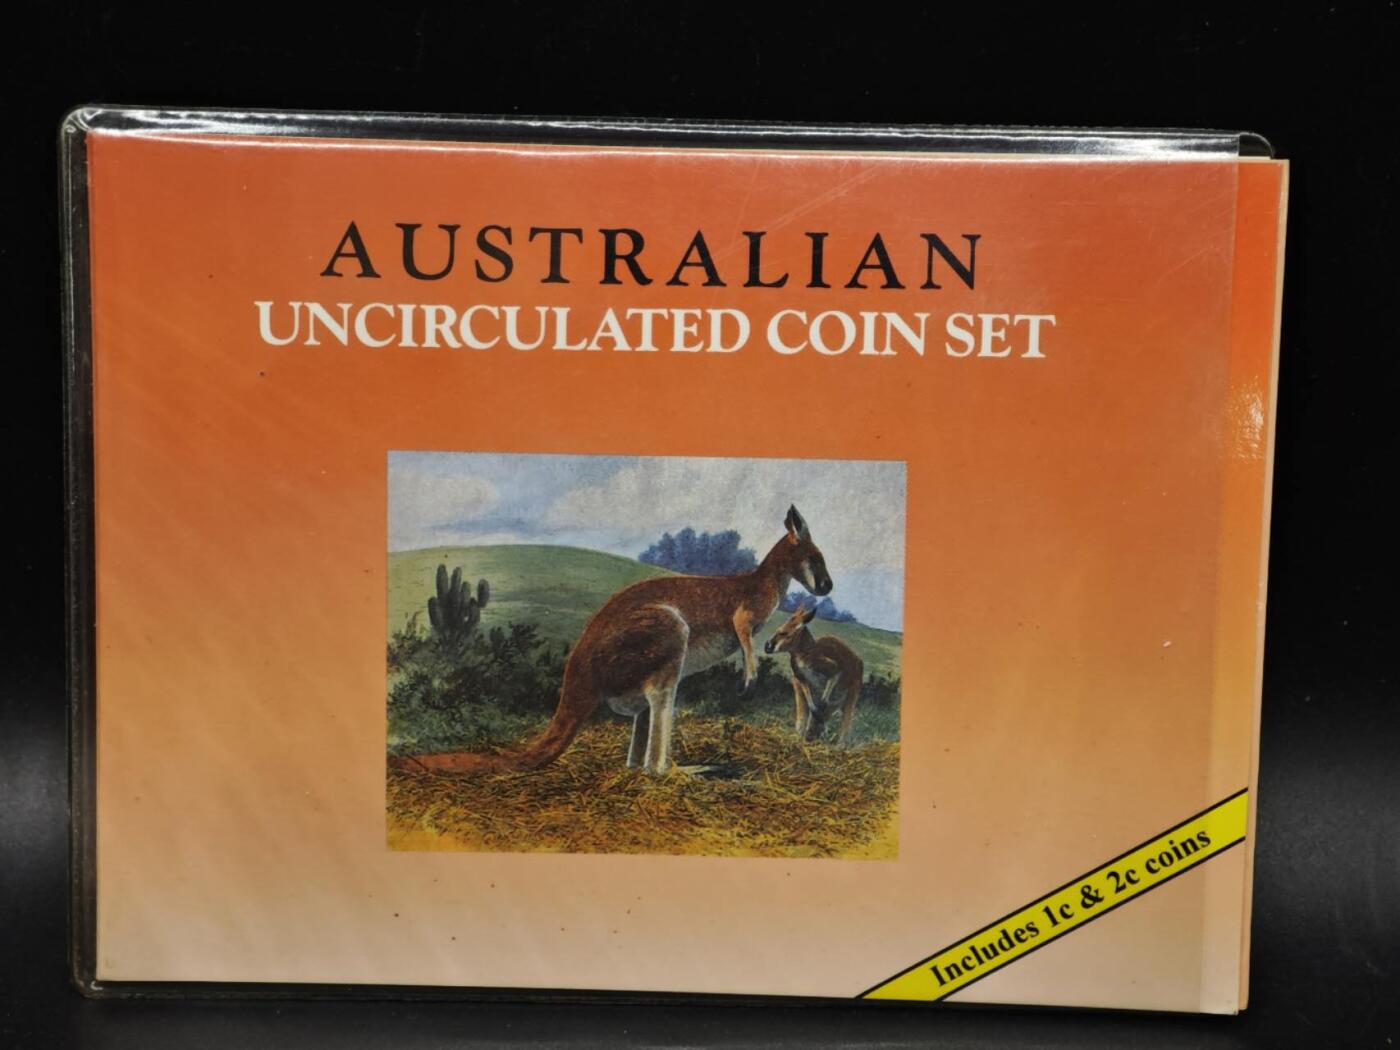 AUSTRALIAN
UNCIRCULATED COIN SET
Includes 1c & 2c coins